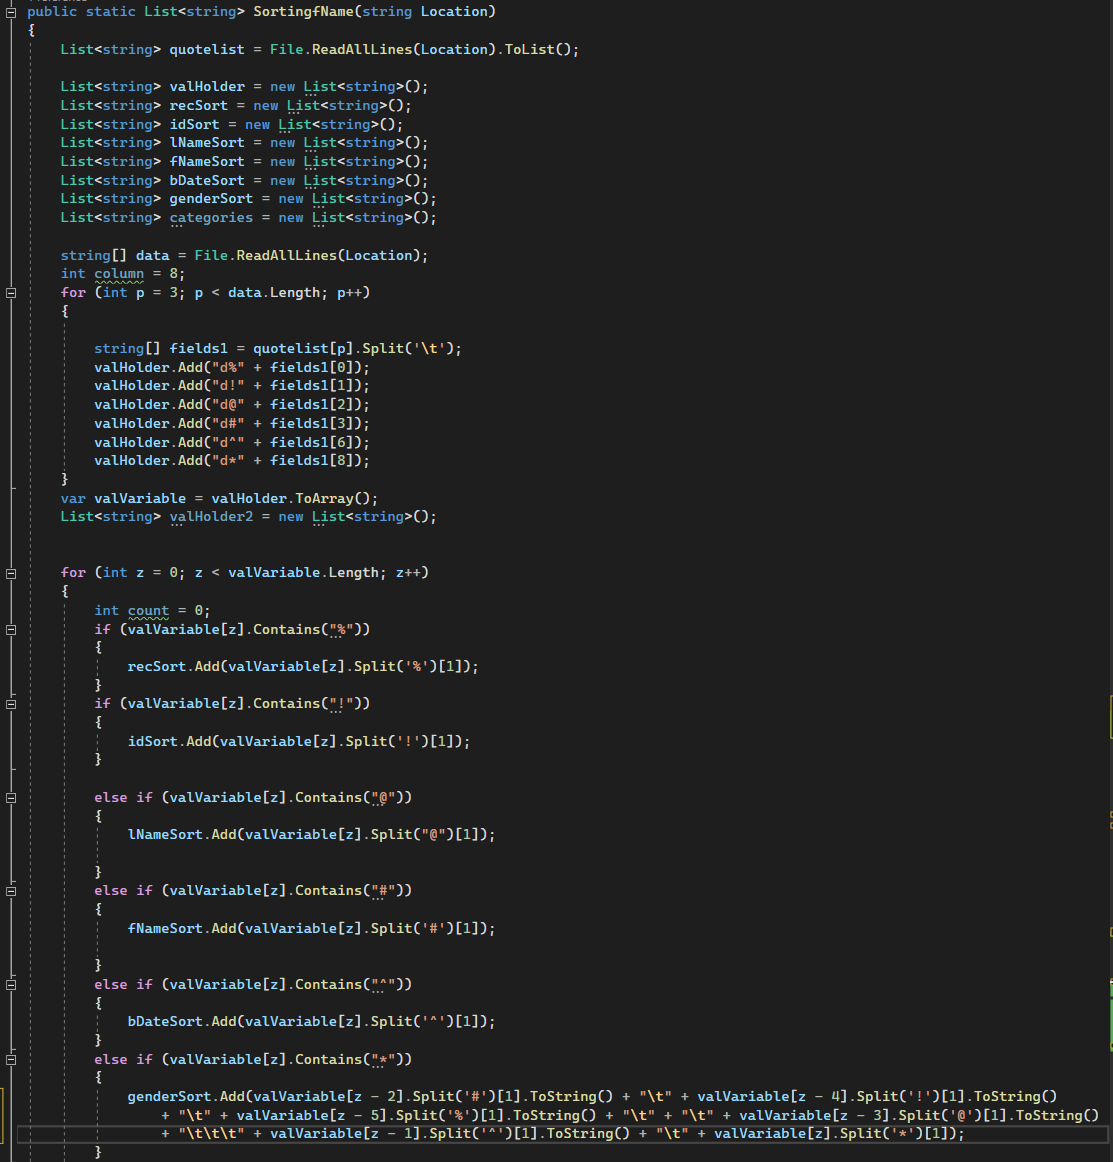 public static List<string> SortingfName(string Location)
{
List<string> quotelist = File.ReadAllLines(Location).ToList();
List<string> valHolder = new List<string>();
List<string> recSort = new List<string>();
List<string> idSort = new List<string>();
List<string> lNameSort = new List<string>();
List<string> fNameSort = new List<string>();
List<string> bDateSort = new List<string>();
List<string> genderSort = new List<string>();
List<string> categories = new List<string>();
string[] data = File.ReadAllLines(Location);
int column = 8;
for (int p = 3; p < data.Length; p++)
{
string[] fields1 = quotelist[p].Split('\t');
valHolder.Add("d%" + fields1[0]);
valHolder.Add("d!" + fields1[1]);
valHolder.Add("d@" + fields1[2]);
valHolder.Add("d#" + fields1[3]);
valHolder.Add("d^" + fields1[6]);
valHolder.Add("d*" + fields1[8]);
}
var valVariable = valHolder.ToArray();
List<string> valHolder2 = new List<string>();
for (int z = 0; z < valVariable.Length; z++)
{
int count = 0;
if (valVariable[z].Contains("%"))
{
recSort.Add(valVariable[z].Split('%')[1]);
}
if (valVariable[z].Contains("!"))
{
idSort.Add(valVariable[z].Split('!')[1]);
}
else if (valVariable[z].Contains("@"))
{
lNameSort.Add(valVariable[z].Split("@")[1]);
}
else if (valVariable[z].Contains("#"))
{
fNameSort.Add(valVariable[z].Split('#')[1]);
}
else if (valVariable[z].Contains("^"))
{
bDateSort.Add(valVariable[z].Split('^')[1]);
}
else if (valVariable[z].Contains("*"))
{
genderSort.Add(valVariable[z - 2].Split('#')[1].ToString() + "\t" + valVariable[z - 4].Split('!')[1].ToString()
+ "\t" + valVariable[z - 5].Split('%')[1].ToString() + "\t" + "\t" + valVariable[z - 3].Split('@')[1].ToString()
+ "\t\t\t" + valVariable[z - 1].Split('^')[1].ToString() + "\t" + valVariable[z].Split('*')[1]);
}